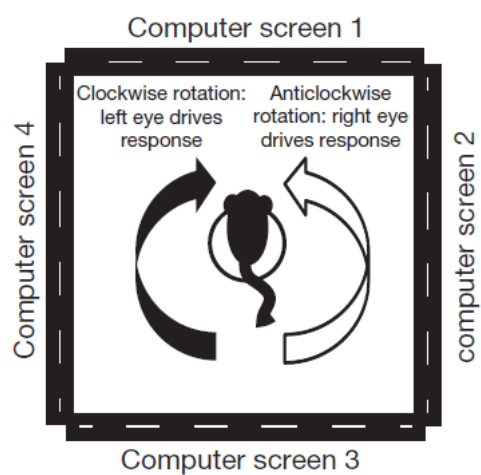 Computer screen 1
Clockwise rotation:
left eye drives
response
Anticlockwise
rotation: right eye
drives response
Computer screen 4
computer screen 2
Computer screen 3